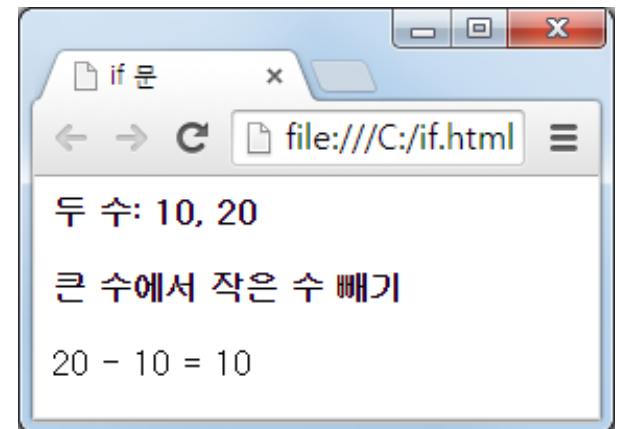 if 문
file:///C:/if.html
두 수: 10, 20
큰 수에서 작은 수 빼기
20 - 10 = 10